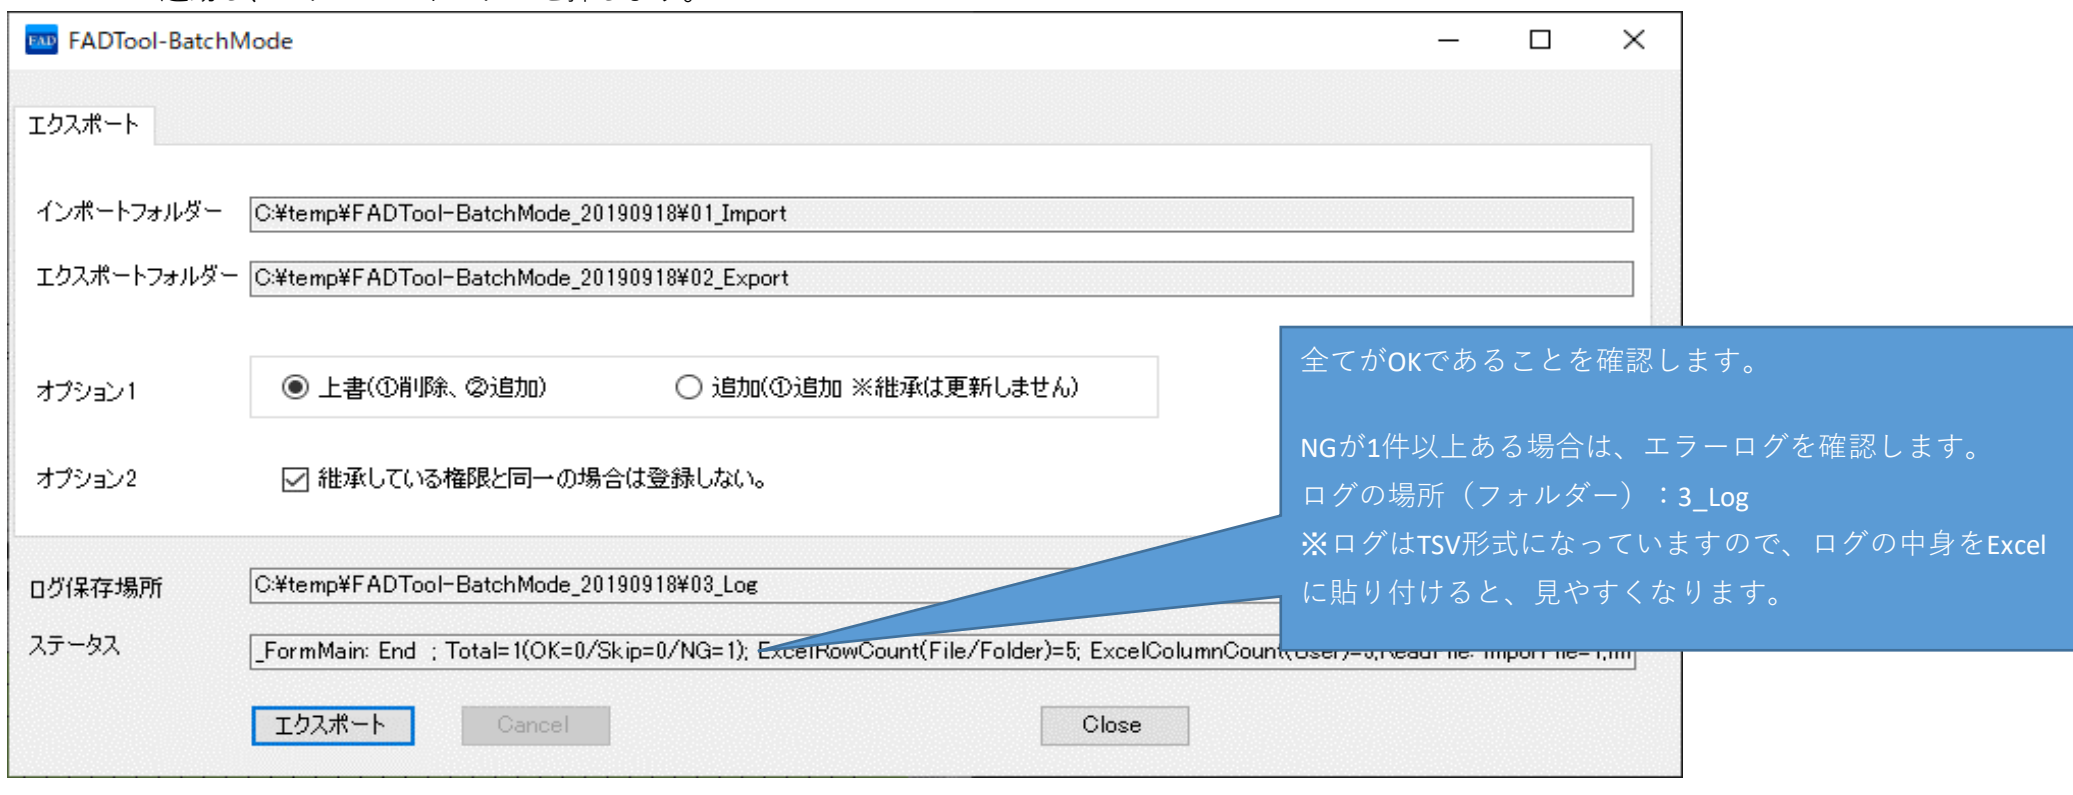 FAD FADTool-BatchMode
エクスポート
インポートフォルダー C:¥temp¥FADTool-BatchMode_20190918¥01_Import
エクスポートフォルダー C:¥temp¥FADTool-BatchMode_20190918¥02_Export
オプション1 上書(①削除、②追加) 追加(①追加 ※継承は更新しません)
オプション2 継承している権限と同一の場合は登録しない。
全てがOKであることを確認します。
NGが1件以上ある場合は、エラーログを確認します。
ログの場所（フォルダー）：3_Log
※ログはTSV形式になっていますので、ログの中身をExcel
に貼り付けると、見やすくなります。
ログ保存場所 C:¥temp¥FADTool-BatchMode_20190918¥03_Log
ステータス _FormMain: End ; Total=1(OK=0/Skip=0/NG=1); ExcelRowCount(File/Folder)=5; ExcelColumnCount(User)=
エクスポート Cancel Close